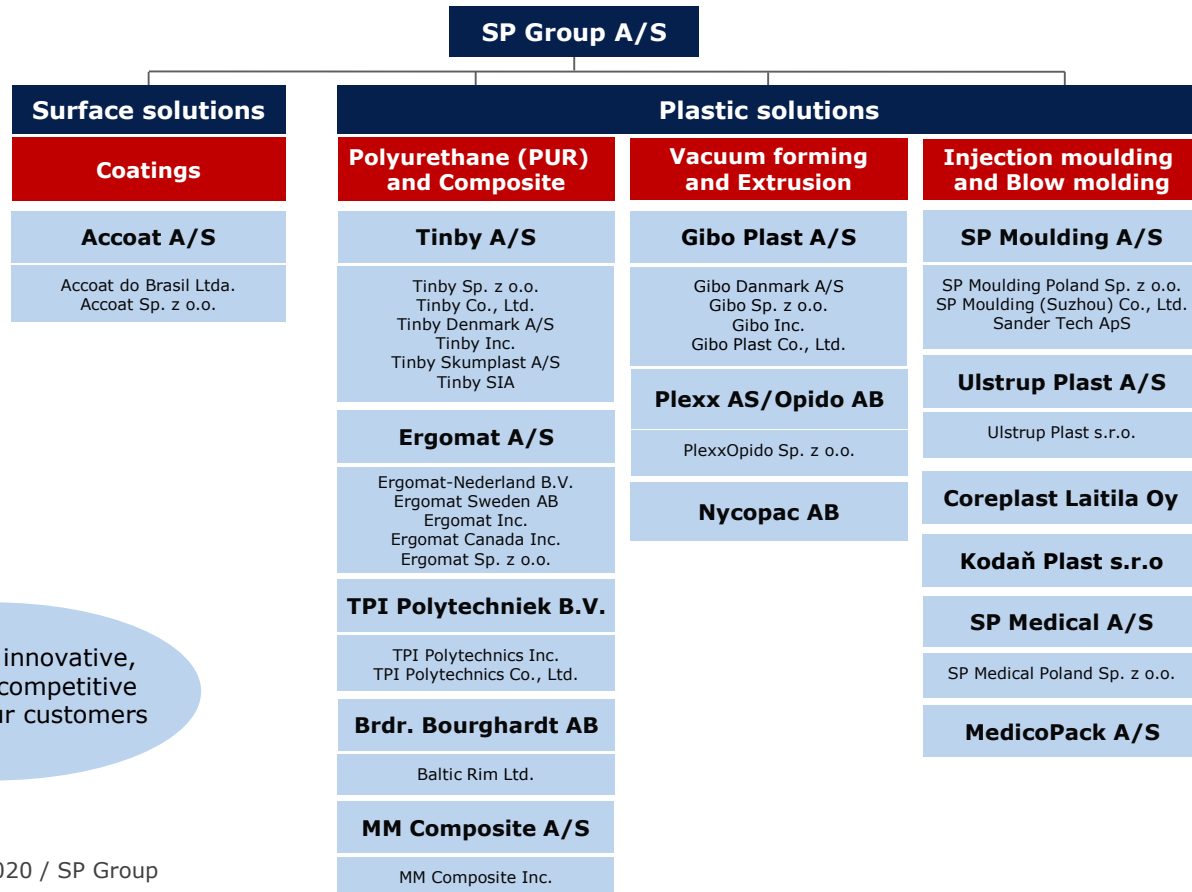 SP Group A/S
Surface solutions
Plastic solutions
Coatings
Polyurethane (PUR)
and Composite
Vacuum forming
and Extrusion
Injection moulding
and Blow molding
Accoat A/S
Accoat do Brasil Ltda.
Accoat Sp. z o.o.
Tinby A/S
Tinby Sp. z o.o.
Tinby Co., Ltd.
Tinby Denmark A/S
Tinby Inc.
Tinby Skumplast A/S
Tinby SIA
Ergomat A/S
Ergomat-Nederland B.V.
Ergomat Sweden AB
Ergomat Inc.
Ergomat Canada Inc.
Ergomat Sp. z o.o.
TPI Polytechniek B.V.
TPI Polytechnics Inc.
TPI Polytechnics Co., Ltd.
Brdr. Bourghardt AB
Baltic Rim Ltd.
MM Composite A/S
MM Composite Inc.
Gibo Plast A/S
Gibo Danmark A/S
Gibo Sp. z o.o.
Gibo Inc.
Gibo Plast Co., Ltd.
Plexx AS/Opido AB
PlexxOpido Sp. z o.o.
Nycopac AB
SP Moulding A/S
SP Moulding Poland Sp. z o.o.
SP Moulding (Suzhou) Co., Ltd.
Sander Tech ApS
Ulstrup Plast A/S
Ulstrup Plast s.r.o.
Coreplast Laitila Oy
Kodaň Plast s.r.o
SP Medical A/S
SP Medical Poland Sp. z o.o.
MedicoPack A/S
innovative,
competitive
ur customers
020 / SP Group